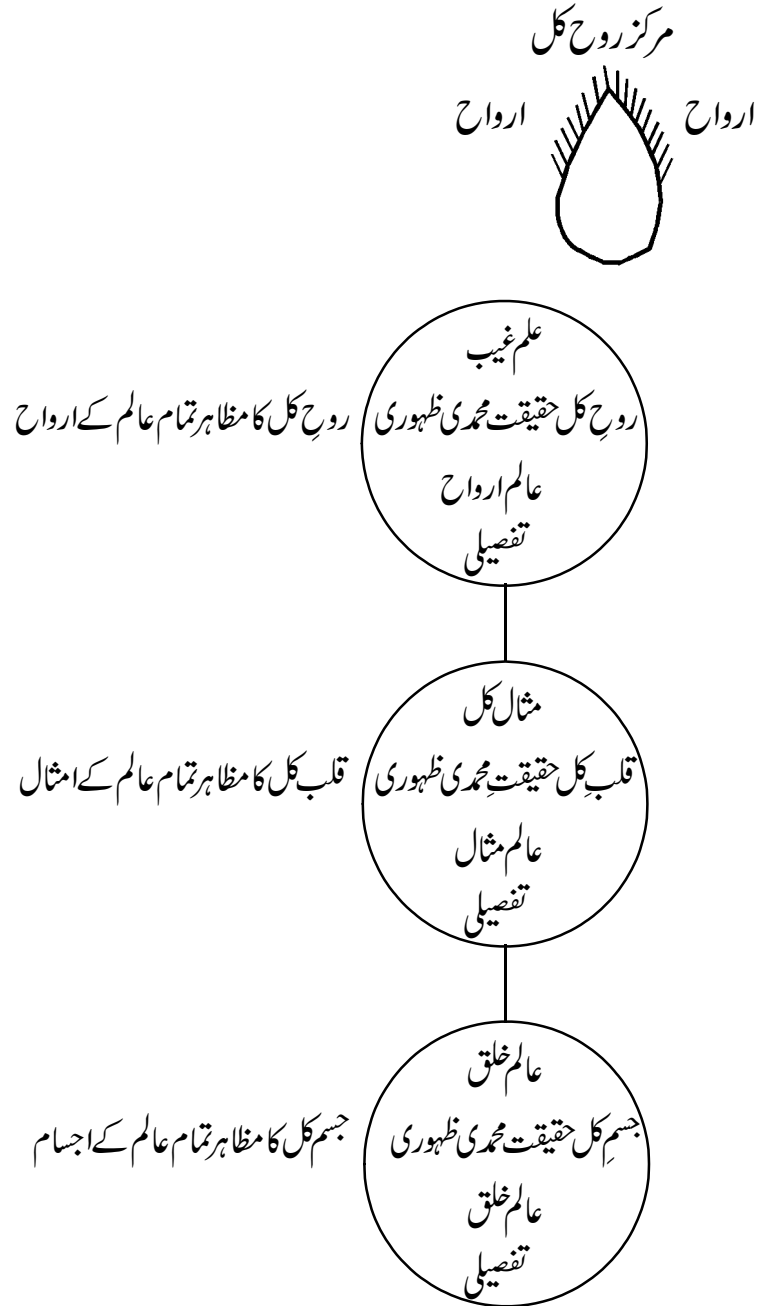 مرکز روح کل
ارواح
ارواح
علم غیب
روحِ کل حقیقت محمدی ظہوری
روحِ کل کا مظاہر تمام عالم کے ارواح
عالم ارواح
تفصیلی
مثال کل
قلبِ کل حقیقتِ محمدی ظہوری
قلب کل کا مظاہر تمام عالم کے امثال
عالم مثال
تفصیلی
عالم خلق
جسمِ کل حقیقت محمدی ظہوری
جسم کل کا مظاہر تمام عالم کے اجسام
عالم خلق
تفصیلی